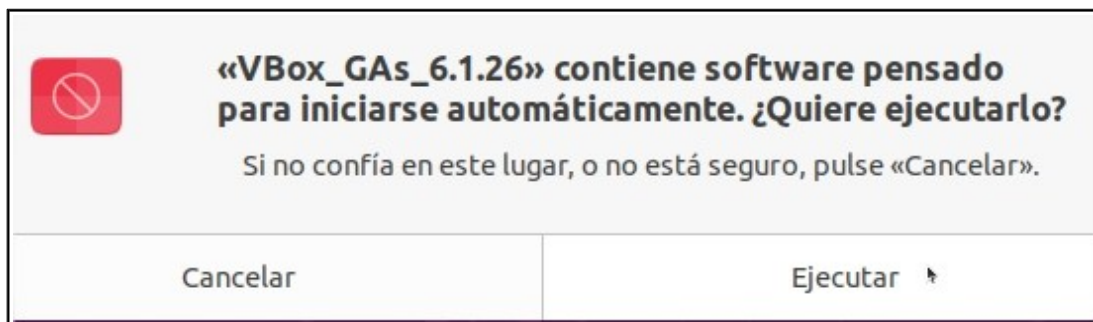 «VBox_GAs_6.1.26» contiene software pensado
para iniciarse automáticamente. ¿Quiere ejecutarlo?
Si no confía en este lugar, o no está seguro, pulse «Cancelar».
Cancelar
Ejecutar